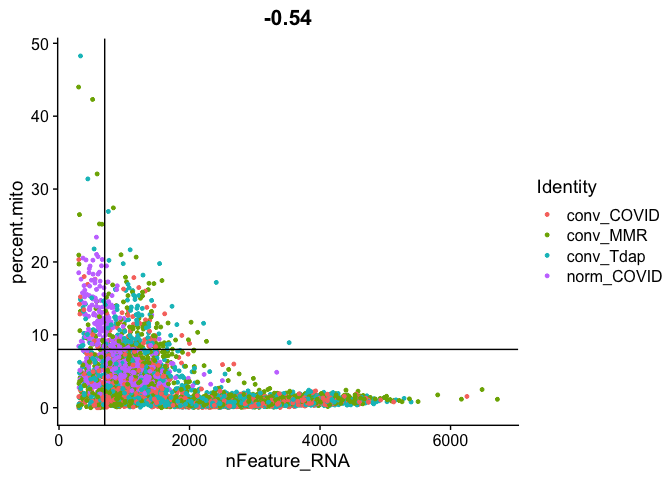 -0.54
percent.mito
50
40
30
20
10
0
0 2000 4000 6000
nFeature_RNA
Identity
conv_COVID
conv_MMR
conv_Tdap
norm_COVID